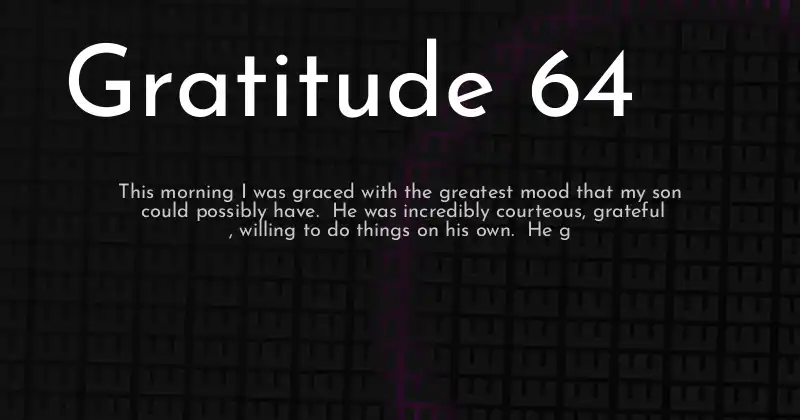 Gratitude 64
This morning I was graced with the greatest mood that my son
could possibly have.  He was incredibly courteous, grateful
, willing to do things on his own.  He g